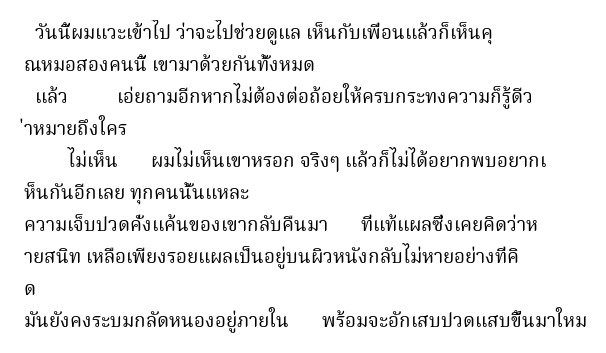 วันนี้ผมแวะเข้าไป ว่าจะไปช่วยดูแล เห็นกับเพื่อนแล้วก็เห็นคุ
ณหมอสองคนนี้ เขามาด้วยกันทั้งหมด
แล้ว เอ่ยถามอีกหากไม่ต้องต่อถ้อยให้ครบกระทงความก็รู้ดีว
่าหมายถึงใคร
ไม่เห็น ผมไม่เห็นเขาหรอก จริงๆ แล้วก็ไม่ได้อยากพบอยากเ
ห็นกันอีกเลย ทุกคนนั้นแหละ
ความเจ็บปวดคั่งแค้นของเขากลับคืนมา ที่แท้แผลซึ่งเคยคิดว่าห
ายสนิท เหลือเพียงรอยแผลเป็นอยู่บนผิวหนังกลับไม่หายอย่างที่คิ
ด
มันยังคงระบมกลัดหนองอยู่ภายใน พร้อมจะอักเสบปวดแสบขึ้นมาใหม